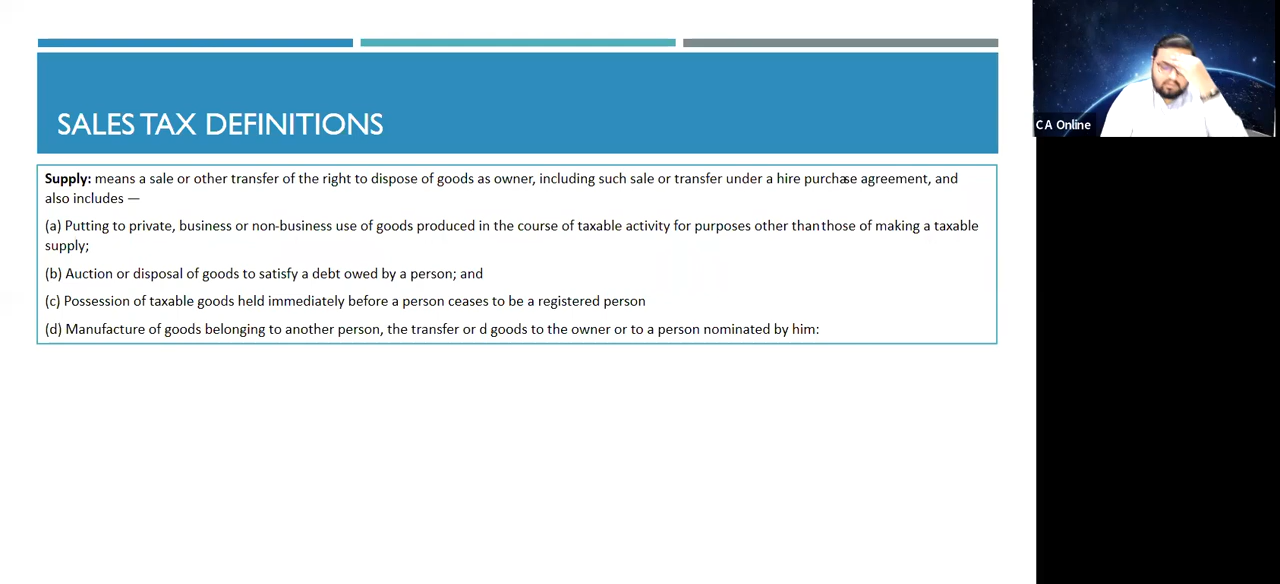 SALES TAX DEFINITIONS
Supply: means a sale or other transfer of the right to dispose of goods as owner, including such sale or transfer under a hire purchase agreement, and
also includes —
(a) Putting to private, business or non-business use of goods produced in the course of taxable activity for purposes other than those of making a taxable
supply;
(b) Auction or disposal of goods to satisfy a debt owed by a person; and
(c) Possession of taxable goods held immediately before a person ceases to be a registered person
(d) Manufacture of goods belonging to another person, the transfer or d goods to the owner or to a person nominated by him:
C A Online